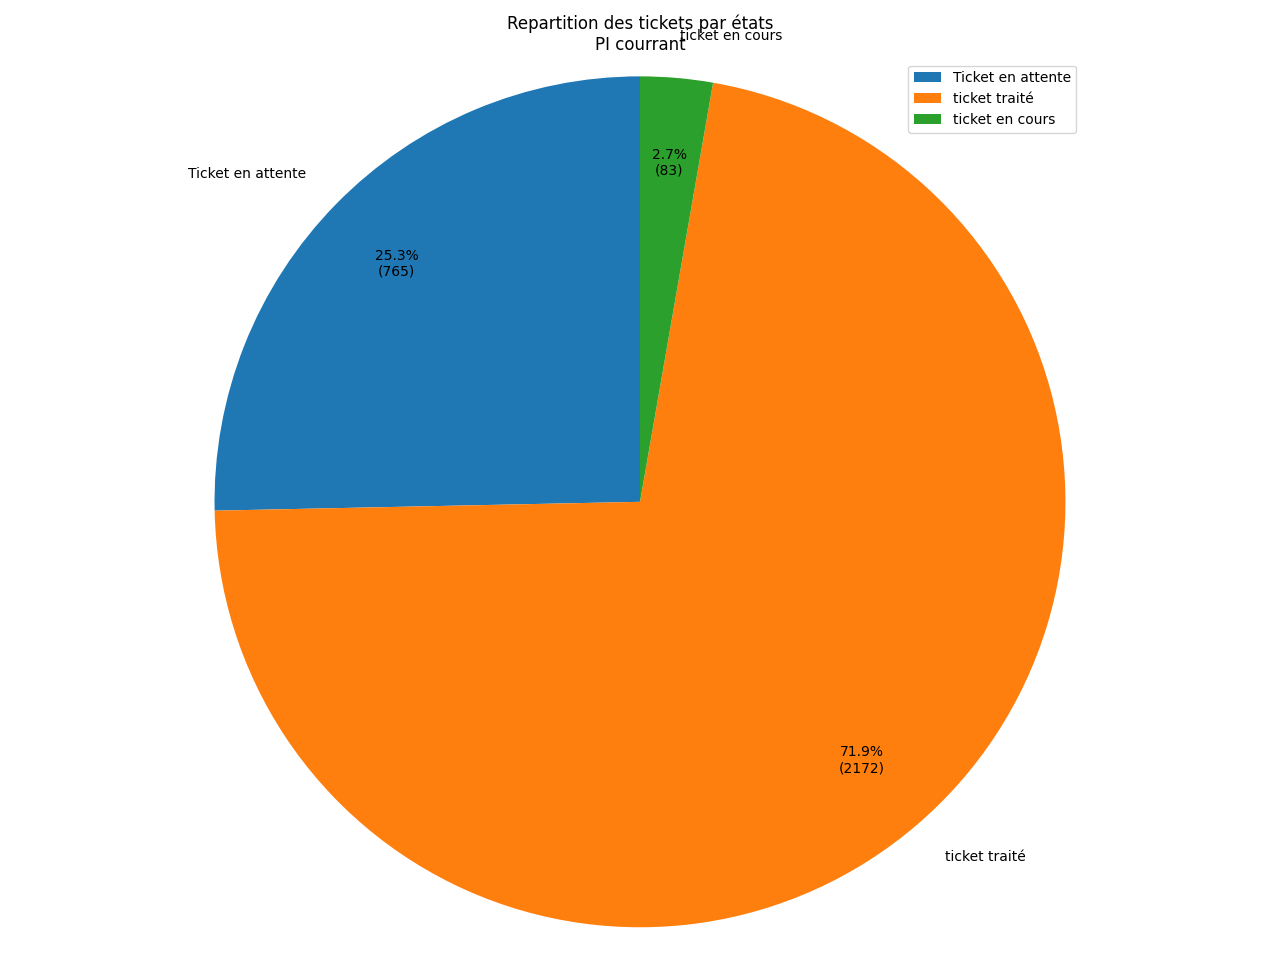 Repartition des tickets par états
PI courrant
ticket en cours
Ticket en attente
ticket traité
ticket en cours
2.7%
(83)
Ticket en attente
25.3%
(765)
71.9%
(2172)
ticket traité